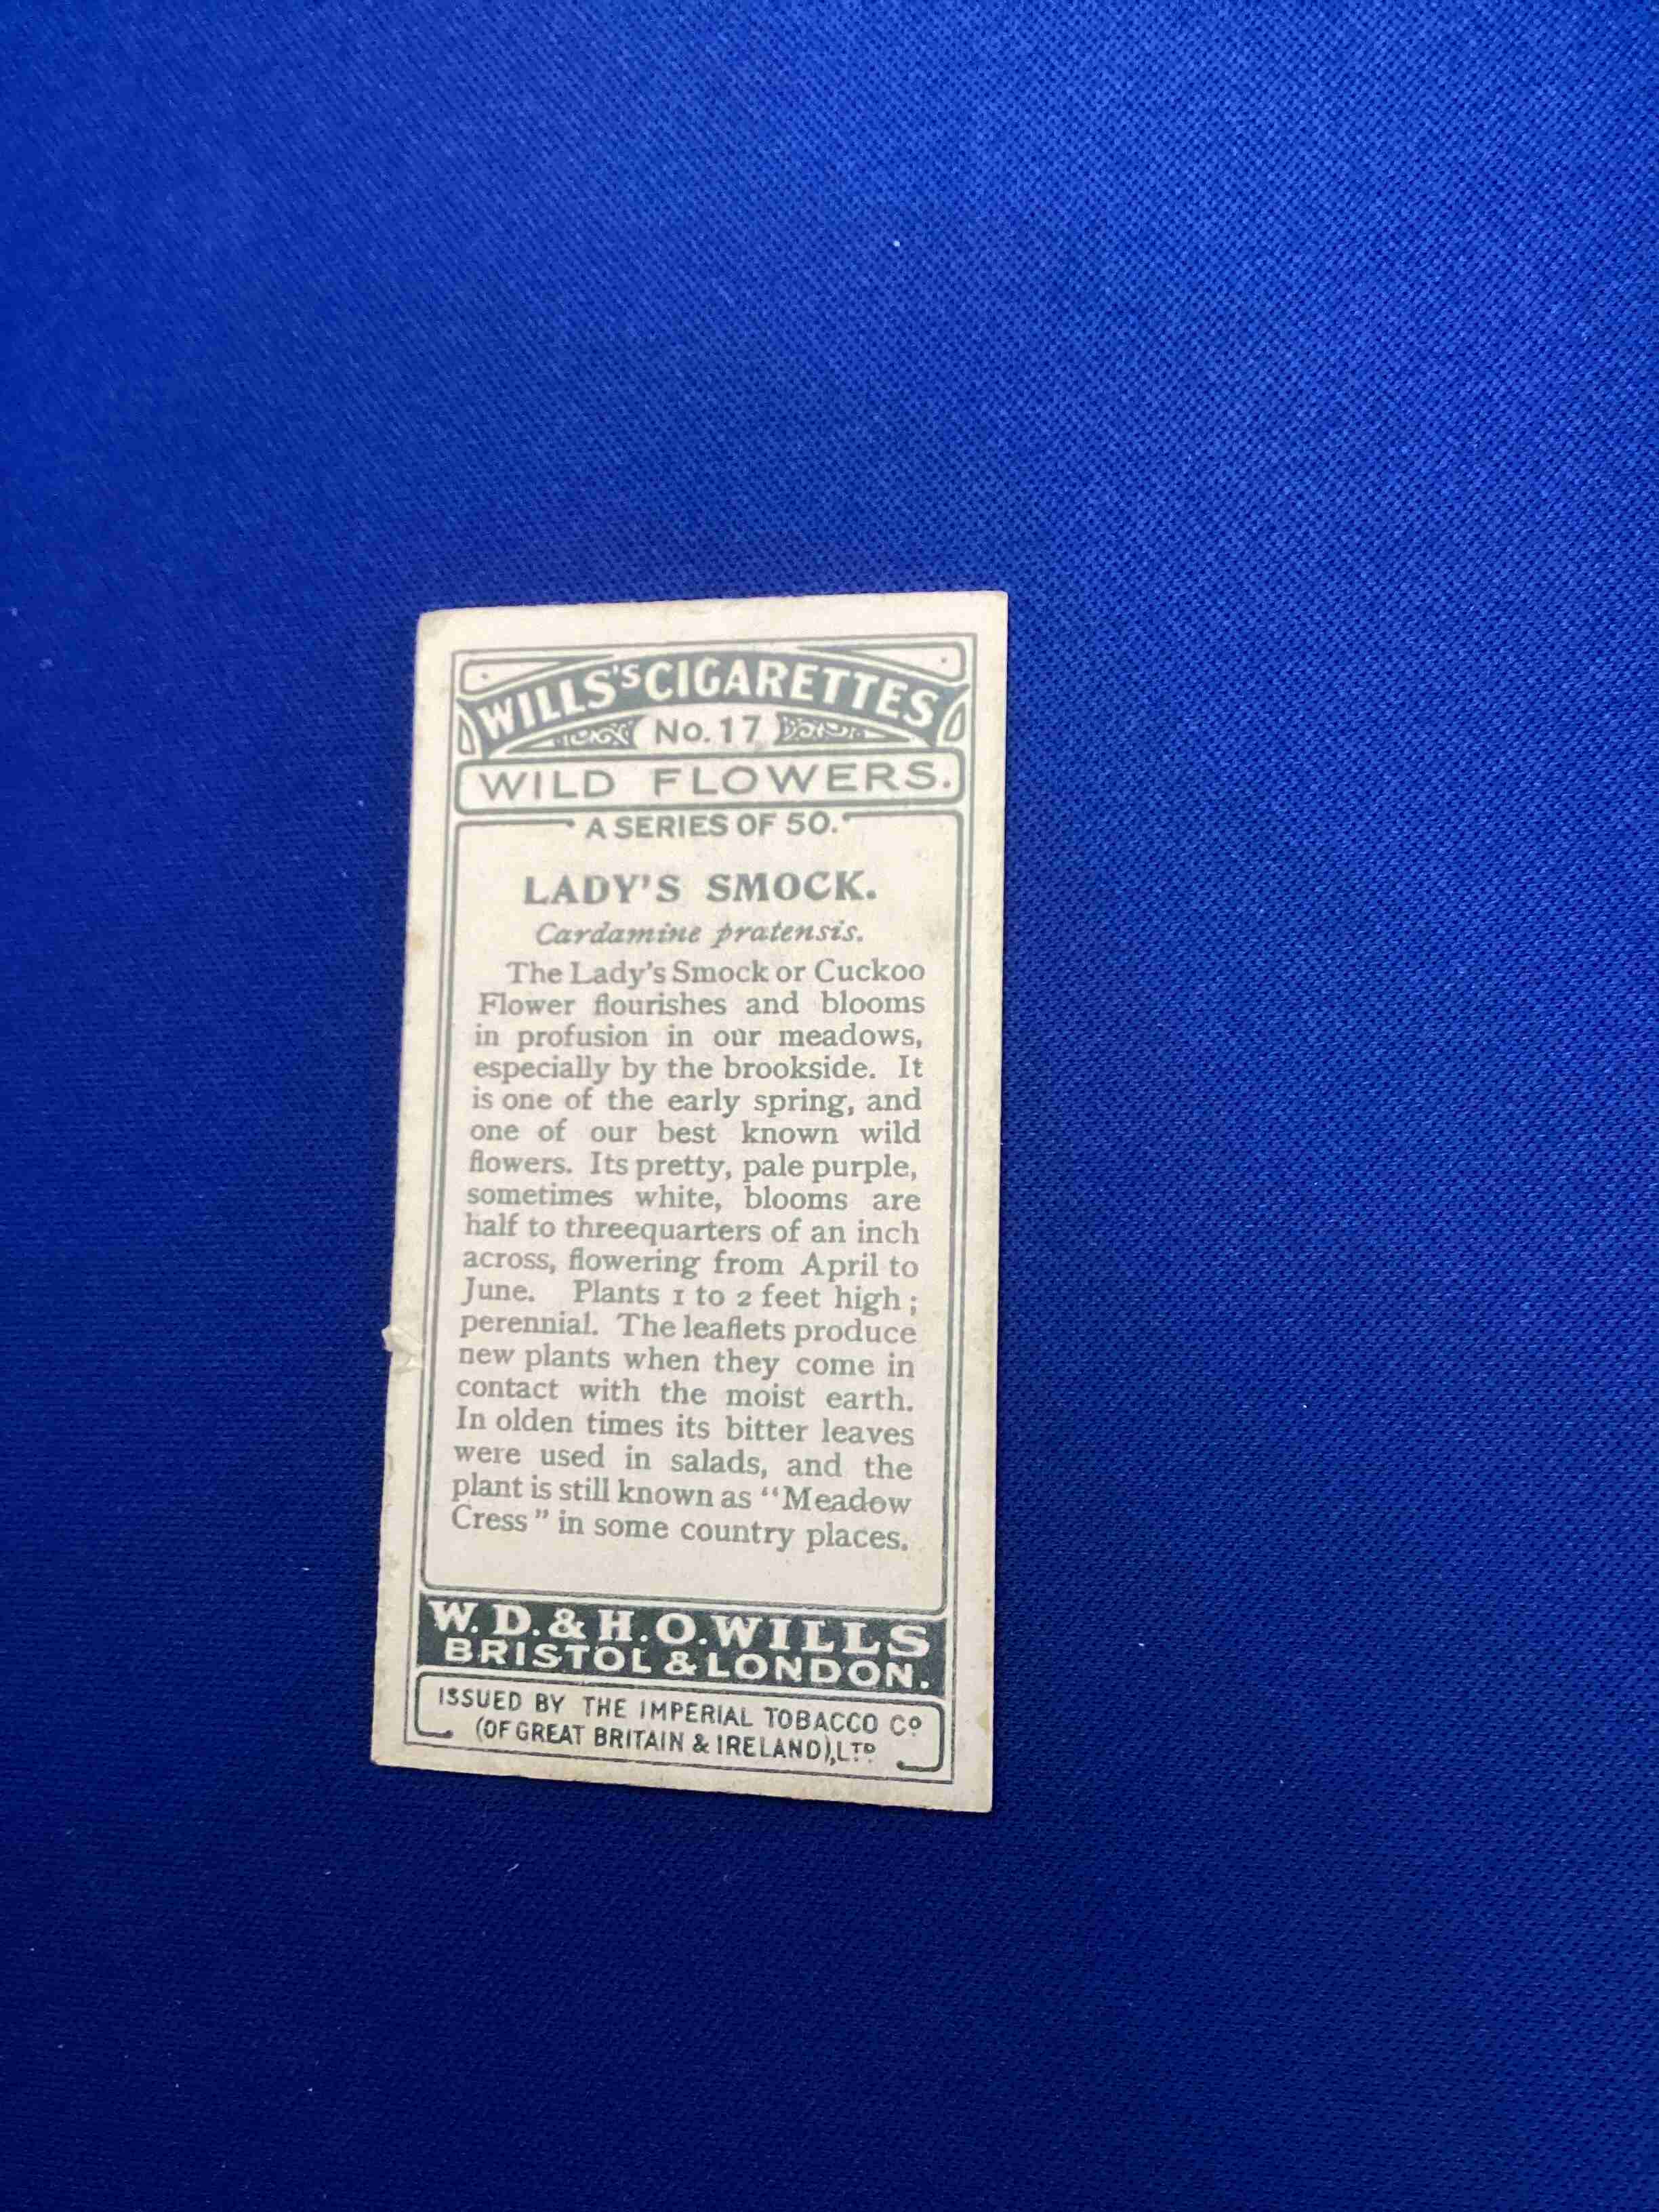 WILLS'S CIGARETTES
No. 17
WILD FLOWERS.
A SERIES OF 50.
LADY'S SMOCK.
Cardamine pratensis.
The Lady's Smock or Cuckoo
Flower flourishes and blooms
in profusion in our meadows,
especially by the brookside. It
is one of the early spring, and
one of our best known wild
flowers. Its pretty, pale purple,
sometimes white, blooms are
half to threequarters of an inch
across, flowering from April to
June. Plants 1 to 2 feet high;
perennial. The leaflets produce
new plants when they come in
contact with the moist earth.
In olden times its bitter leaves
were used in salads, and the
plant is still known as "Meadow
Cress" in some country places.
W. D. & H. O. WILLS
BRISTOL & LONDON.
ISSUED BY THE IMPERIAL TOBACCO CO
(OF GREAT BRITAIN & IRELAND), LTD